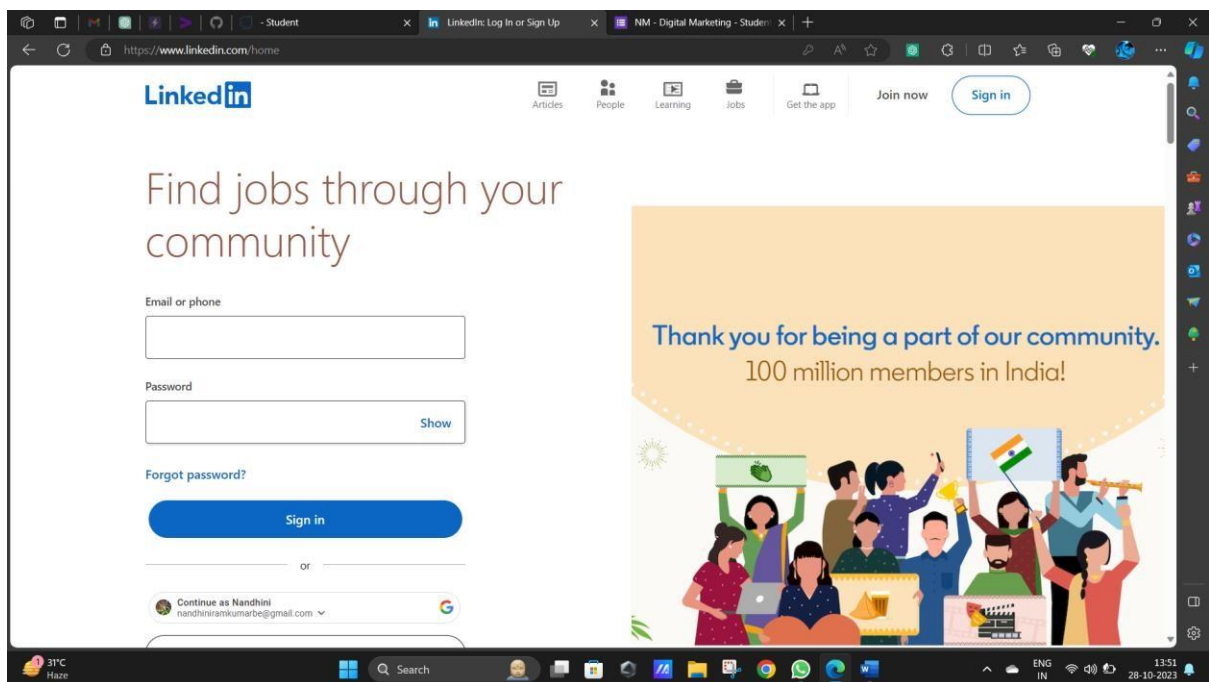 - Student
LinkedIn: Log In or Sign Up
NM - Digital Marketing - Studen
https://www.linkedin.com/home
Linked in
Articles
People
Learning
Jobs
Get the app
Join now
Sign in
Find jobs through your
community
Email or phone
Password
Show
Forgot password?
Sign in
or
Continue as Nandhini
nandhiniramkumarbe@gmail.com
Thank you for being a part of our community.
100 million members in India!
1
31°C
Haze
Search
ENG
IN
13:51
28-10-2023